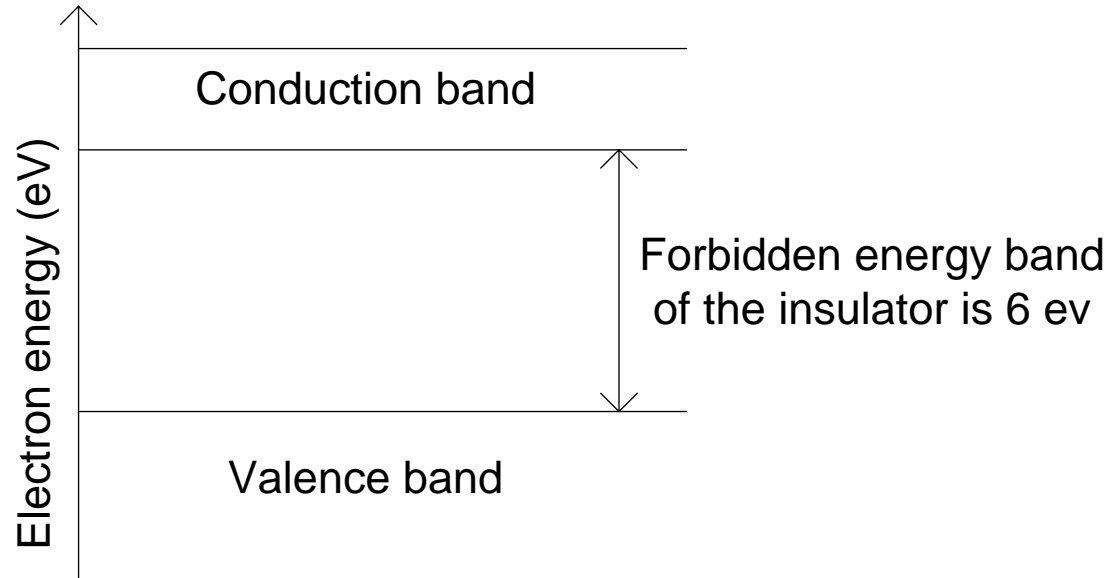 Electron energy (eV)
Conduction band
Forbidden energy band
of the insulator is 6 ev
Valence band